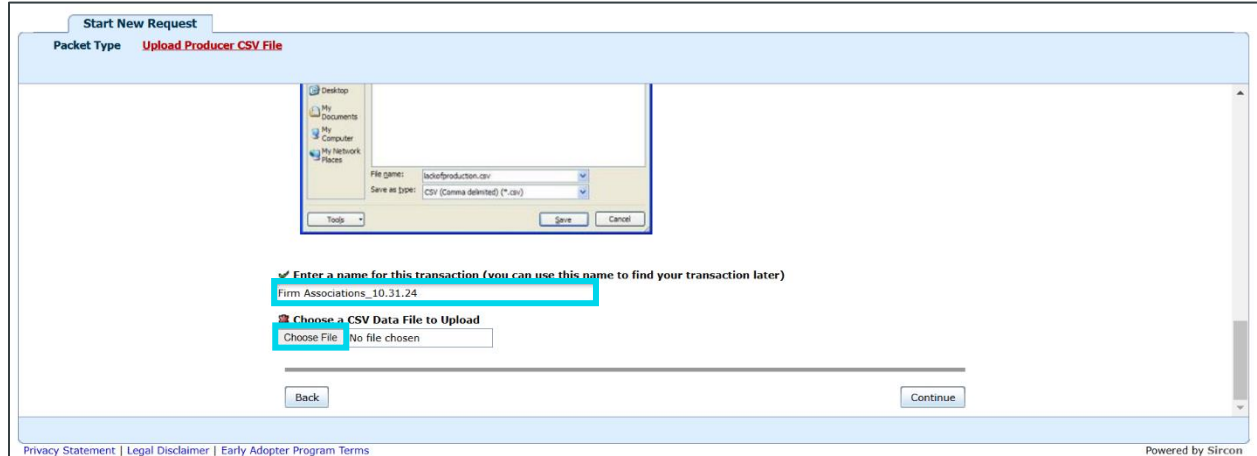 Start New Request
Packet Type Upload Producer CSV File
Desktop
My Documents
My Computer
My Network Places
File name: lackofproduction.csv
Save as type: CSV (Comma delimited) (*.csv)
Tools Save Cancel
Enter a name for this transaction (you can use this name to find your transaction later)
Firm Associations_10.31.24
Choose a CSV Data File to Upload
Choose File No file chosen
Back Continue
Privacy Statement | Legal Disclaimer | Early Adopter Program Terms Powered by Sircon